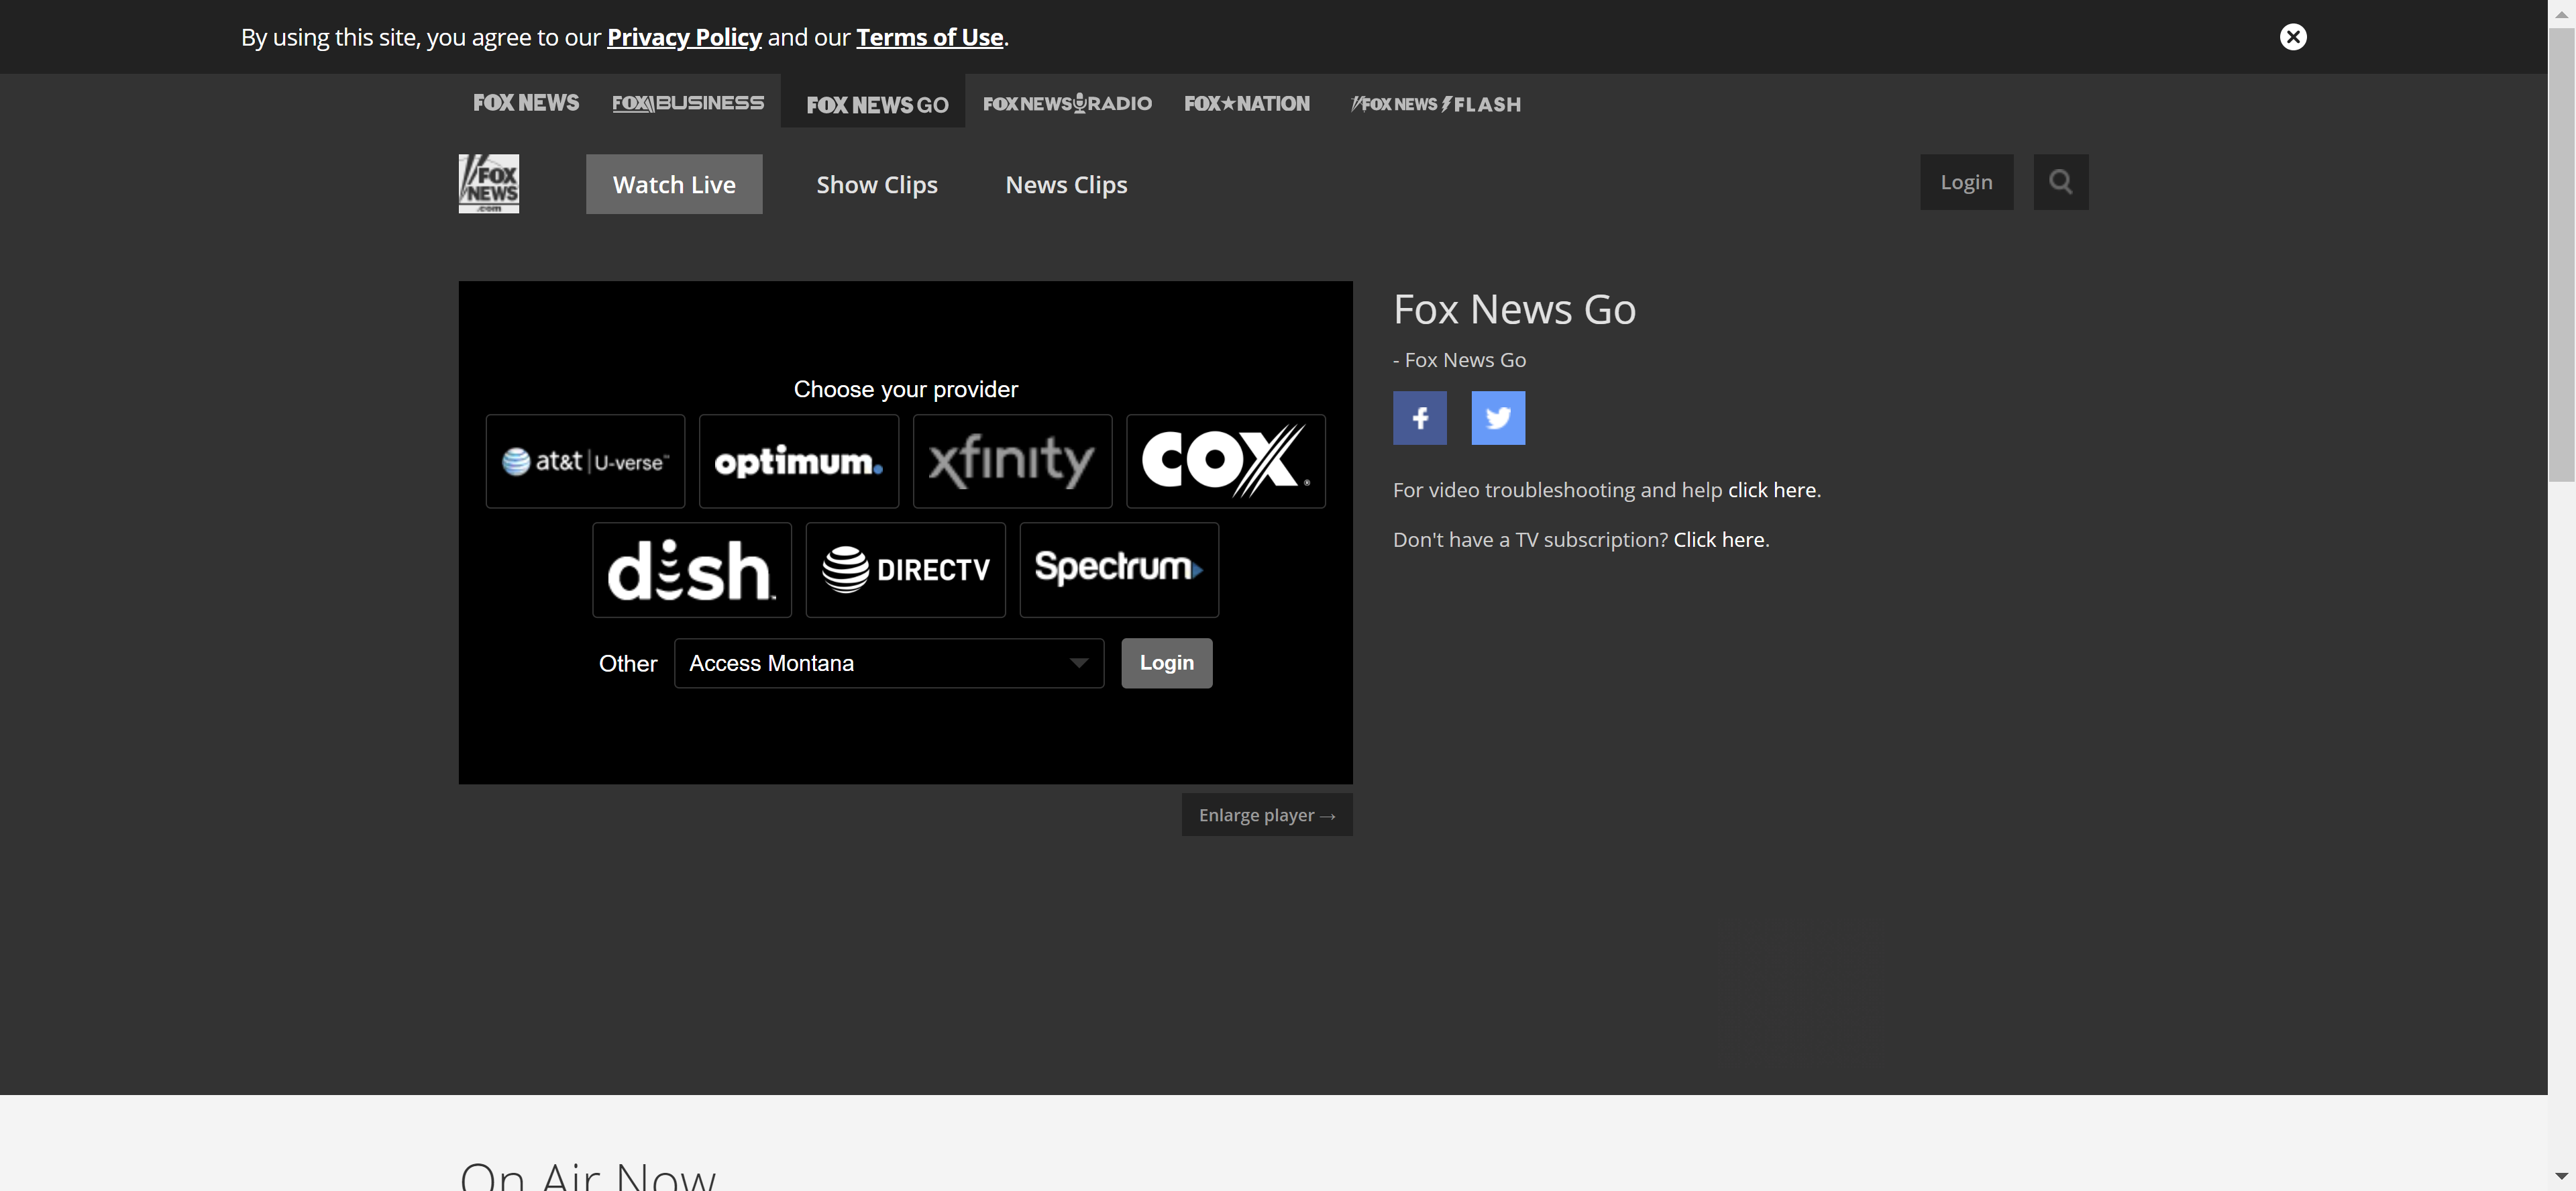 By using this site, you agree to our Privacy Policy and our Terms of Use.
FOX NEWS FOX BUSINESS FOX NEWS GO FOX NEWS RADIO FOX NATION FOX NEWS FLASH
FOX NEWS .com
Watch Live Show Clips News Clips Login
Fox News Go
- Fox News Go
Choose your provider
at&t U-verse™ optimum. xfinity COX®
For video troubleshooting and help click here.
Don't have a TV subscription? Click here.
dish™ DIRECTV Spectrum
Other Access Montana Login
Enlarge player →
On Air Now